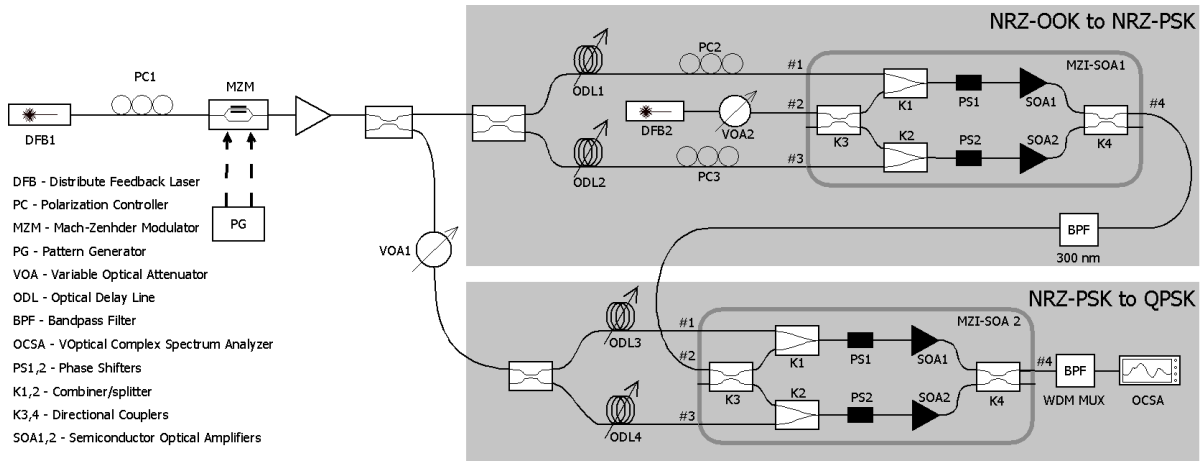 NRZ-OOK to NRZ-PSK
PC1
MZM
DFB1
PG
ODL1
PC2
#1
MZI-SOA1
#2
DFB2
VOA2
K1
PS1
SOA1
#4
K3
K2
PS2
SOA2
K4
ODL2
PC3
#3
VOA1
BPF
300 nm
DFB - Distribute Feedback Laser
PC - Polarization Controller
MZM - Mach-Zenhder Modulator
PG - Pattern Generator
VOA - Variable Optical Attenuator
ODL - Optical Delay Line
BPF - Bandpass Filter
OCSA - VOptical Complex Spectrum Analyzer
PS1,2 - Phase Shifters
K1,2 - Combiner/splitter
K3,4 - Directional Couplers
SOA1,2 - Semiconductor Optical Amplifiers
NRZ-PSK to QPSK
ODL3
#1
MZI-SOA 2
#2
K1
PS1
SOA1
#4
K3
K2
PS2
SOA2
K4
BPF
WDM MUX
OCSA
ODL4
#3